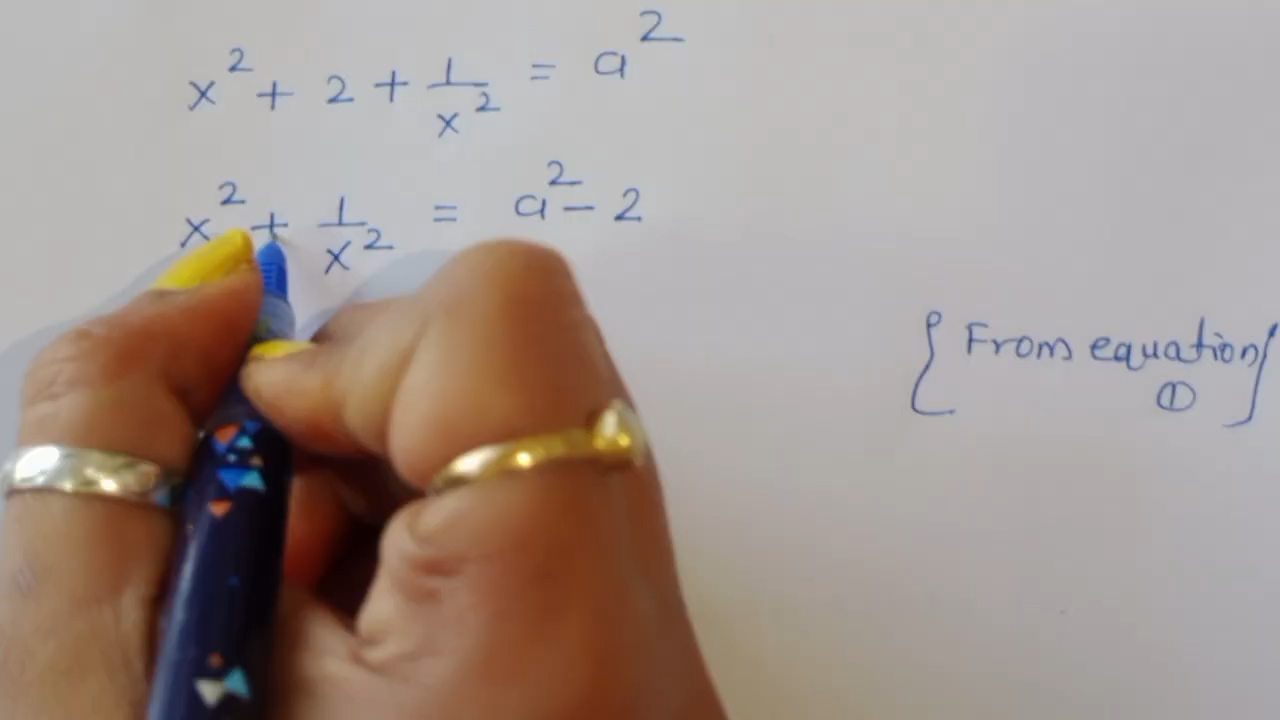 x² + 2 + 1/x² = a²
x² + 1/x² = a² - 2
{ From equation ① }